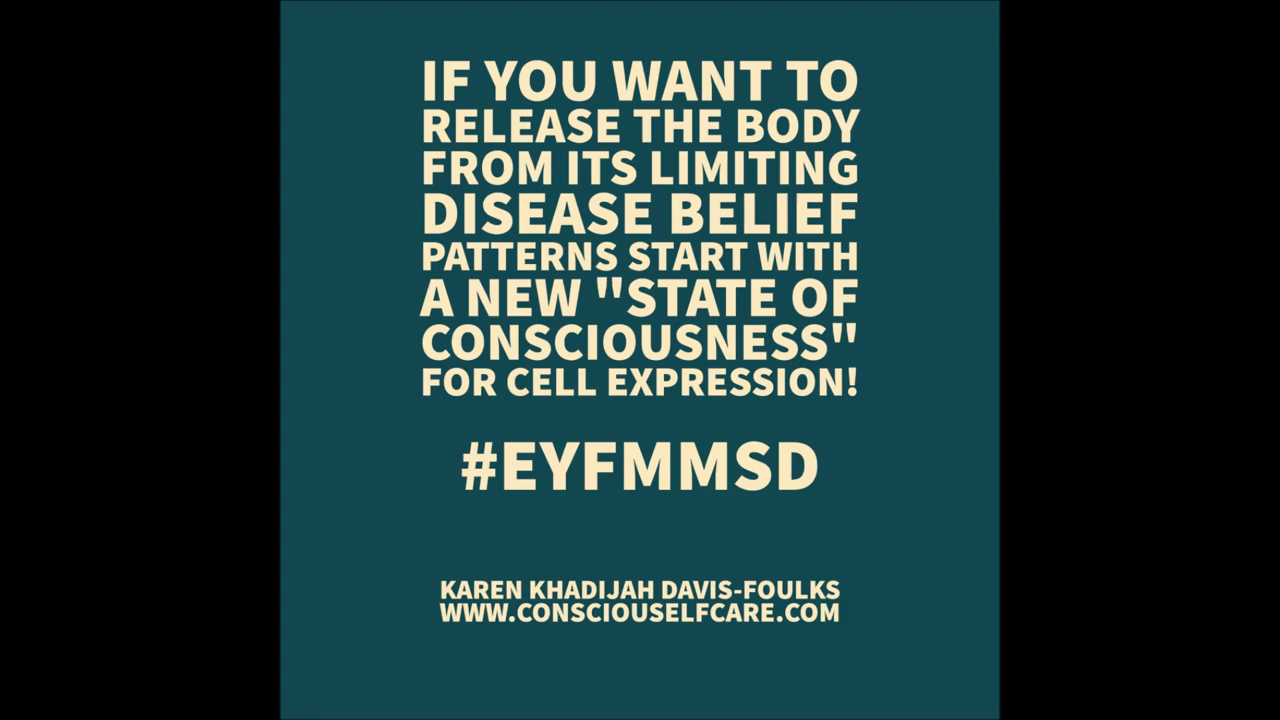 IF YOU WANT TO
RELEASE THE BODY
FROM ITS LIMITING
DISEASE BELIEF
PATTERNS START WITH
A NEW "STATE OF
CONSCIOUSNESS"
FOR CELL EXPRESSION!
#EYFMMSD
KAREN KHADIJAH DAVIS-FOULKS
WWW.CONSCIOUSELFCARE.COM